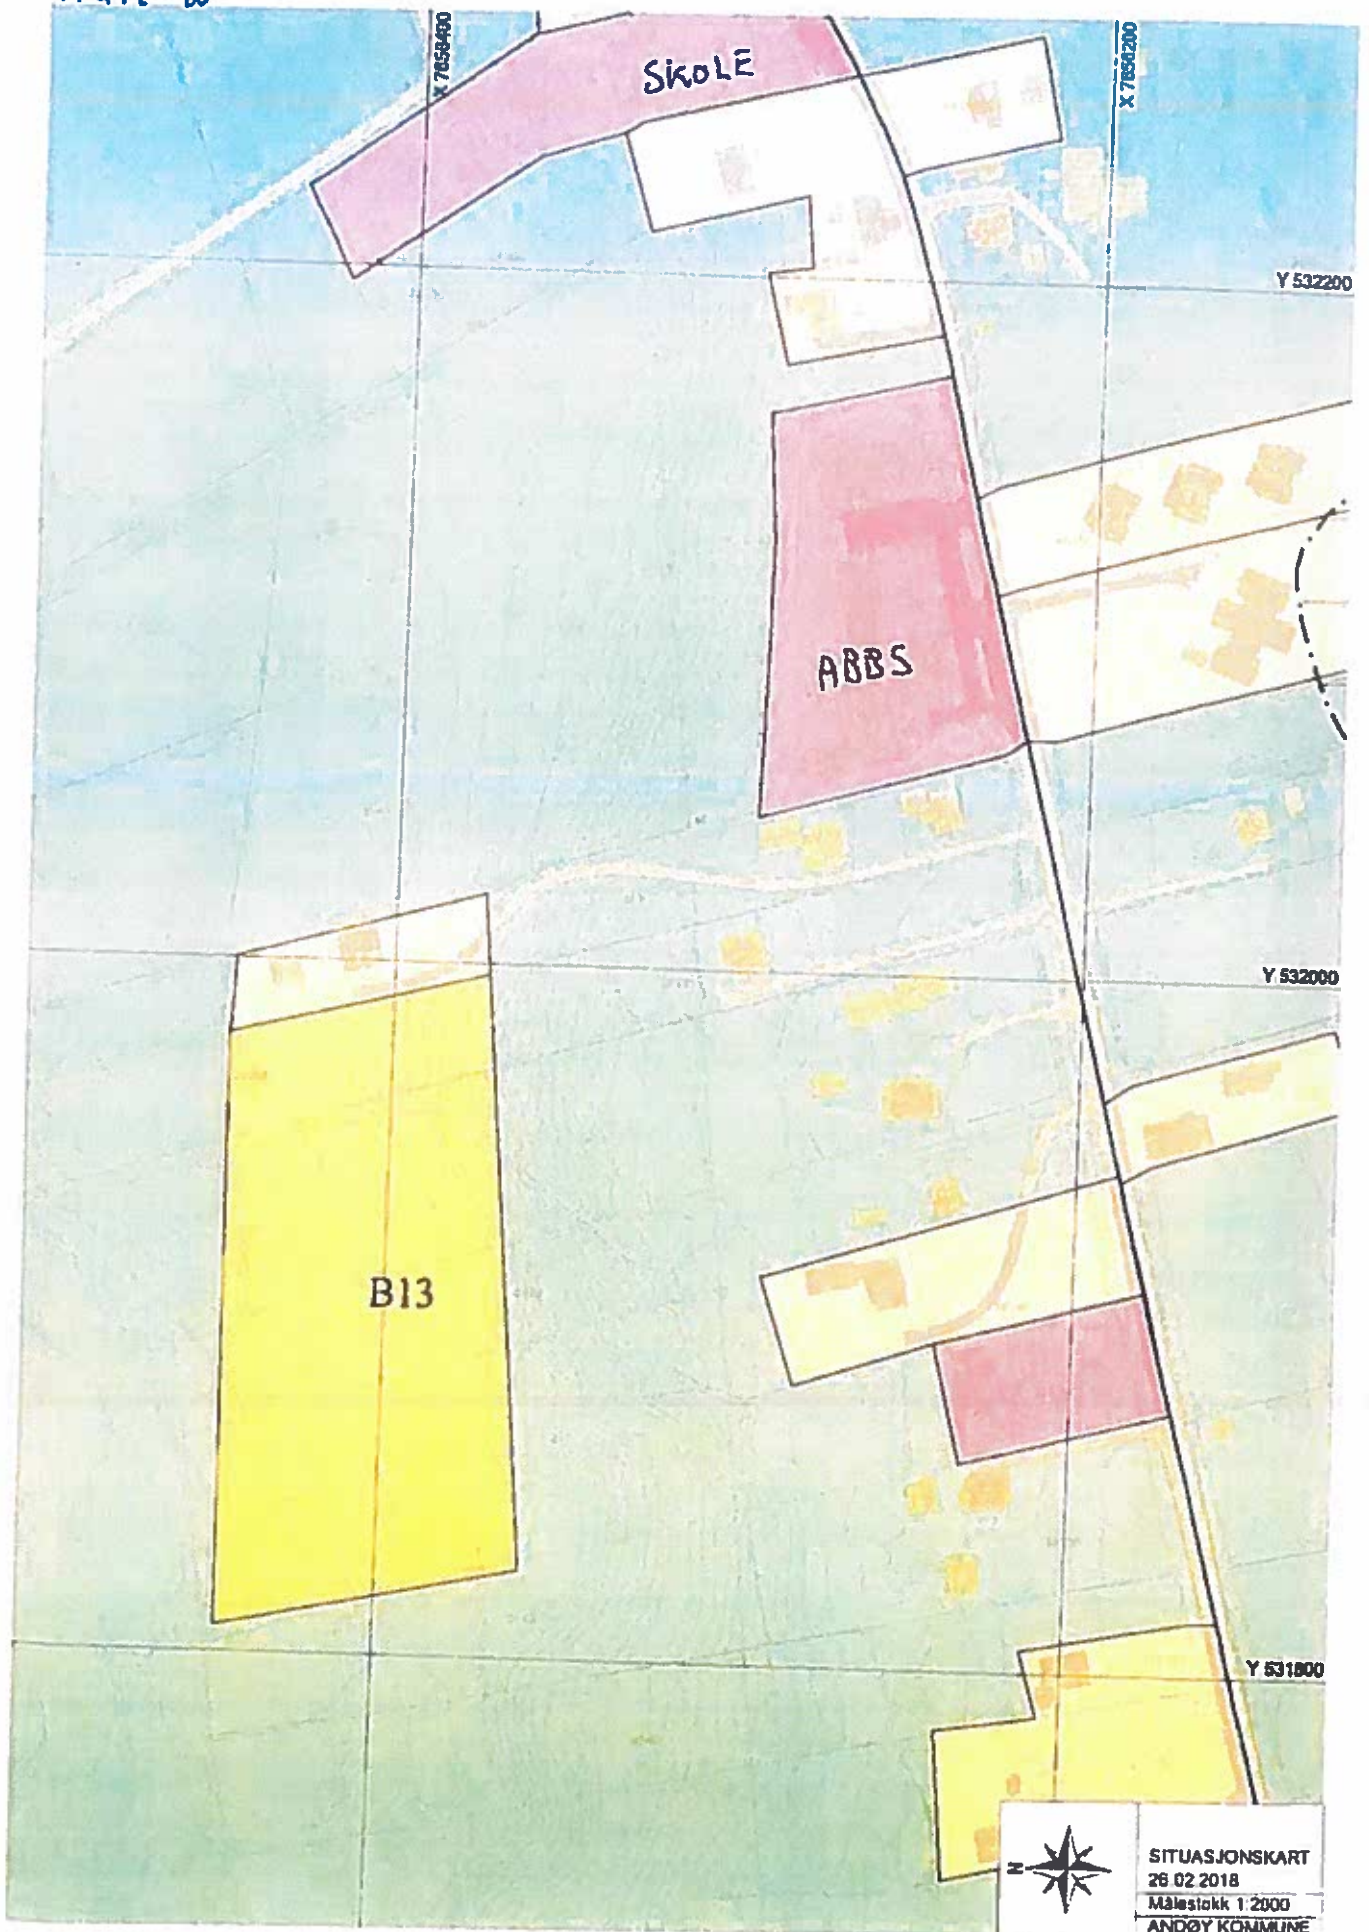 X 7658400
SKOLE
X 7658200
Y 532200
ABBS
Y 532000
B13
Y 531800
N
SITUASJONSKART
26.02.2018
Målestokk 1:2000
ANDØY KOMMUNE